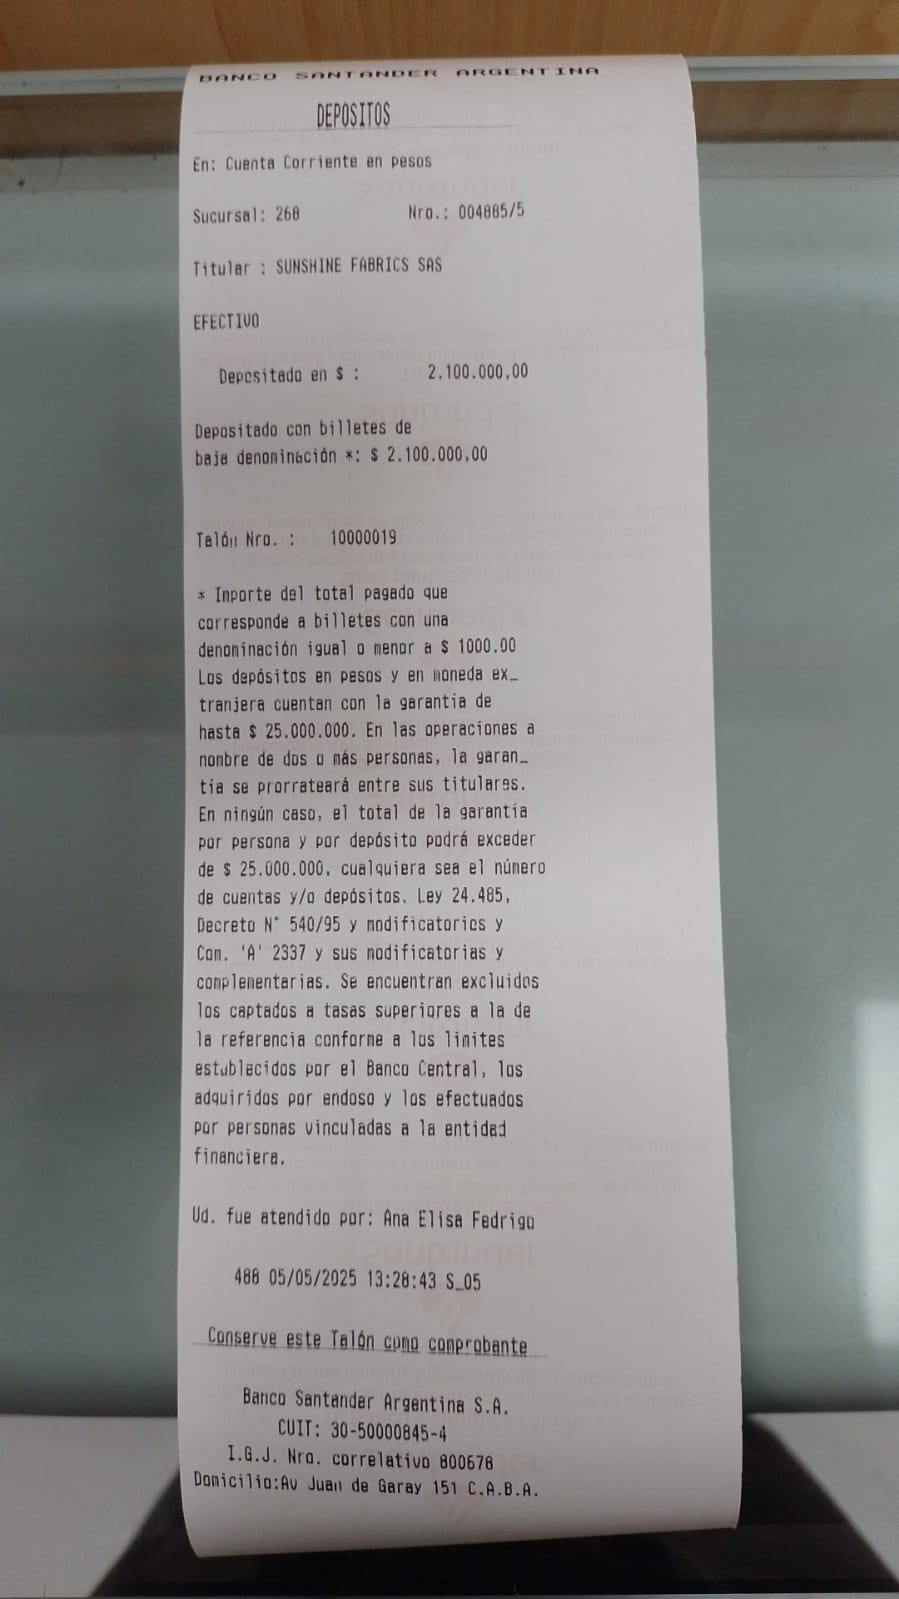 BANCO SANTANDER ARGENTINA
DEPOSITOS
En: Cuenta Corriente en pesos
Sucursal: 268 Nro.: 004885/5
Titular : SUNSHINE FABRICS SAS
EFECTIVO
Depositado en $ : 2.100.000,00
Depositado con billetes de
baja denominación *: $ 2.100.000,00
Talón Nro. : 10000019
* Importe del total pagado que
corresponde a billetes con una
denominación igual o menor a $ 1000.00
Los depósitos en pesos y en moneda ex_
tranjera cuentan con la garantía de
hasta $ 25.000.000. En las operaciones a
nombre de dos o más personas, la garan_
tía se prorrateará entre sus titulares.
En ningún caso, el total de la garantía
por persona y por depósito podrá exceder
de $ 25.000.000, cualquiera sea el número
de cuentas y/o depósitos. Ley 24.485,
Decreto N° 540/95 y modificatorios y
Com. 'A' 2337 y sus modificatorias y
complementarias. Se encuentran excluidos
los captados a tasas superiores a la de
la referencia conforme a los límites
establecidos por el Banco Central, los
adquiridos por endoso y los efectuados
por personas vinculadas a la entidad
financiera.
Ud. fue atendido por: Ana Elisa Fedrigo
488 05/05/2025 13:28:43 S_05
Conserve este Talón como comprobante
Banco Santander Argentina S.A.
CUIT: 30-50000845-4
I.G.J. Nro. correlativo 800678
Domicilio:Av Juan de Garay 151 C.A.B.A.